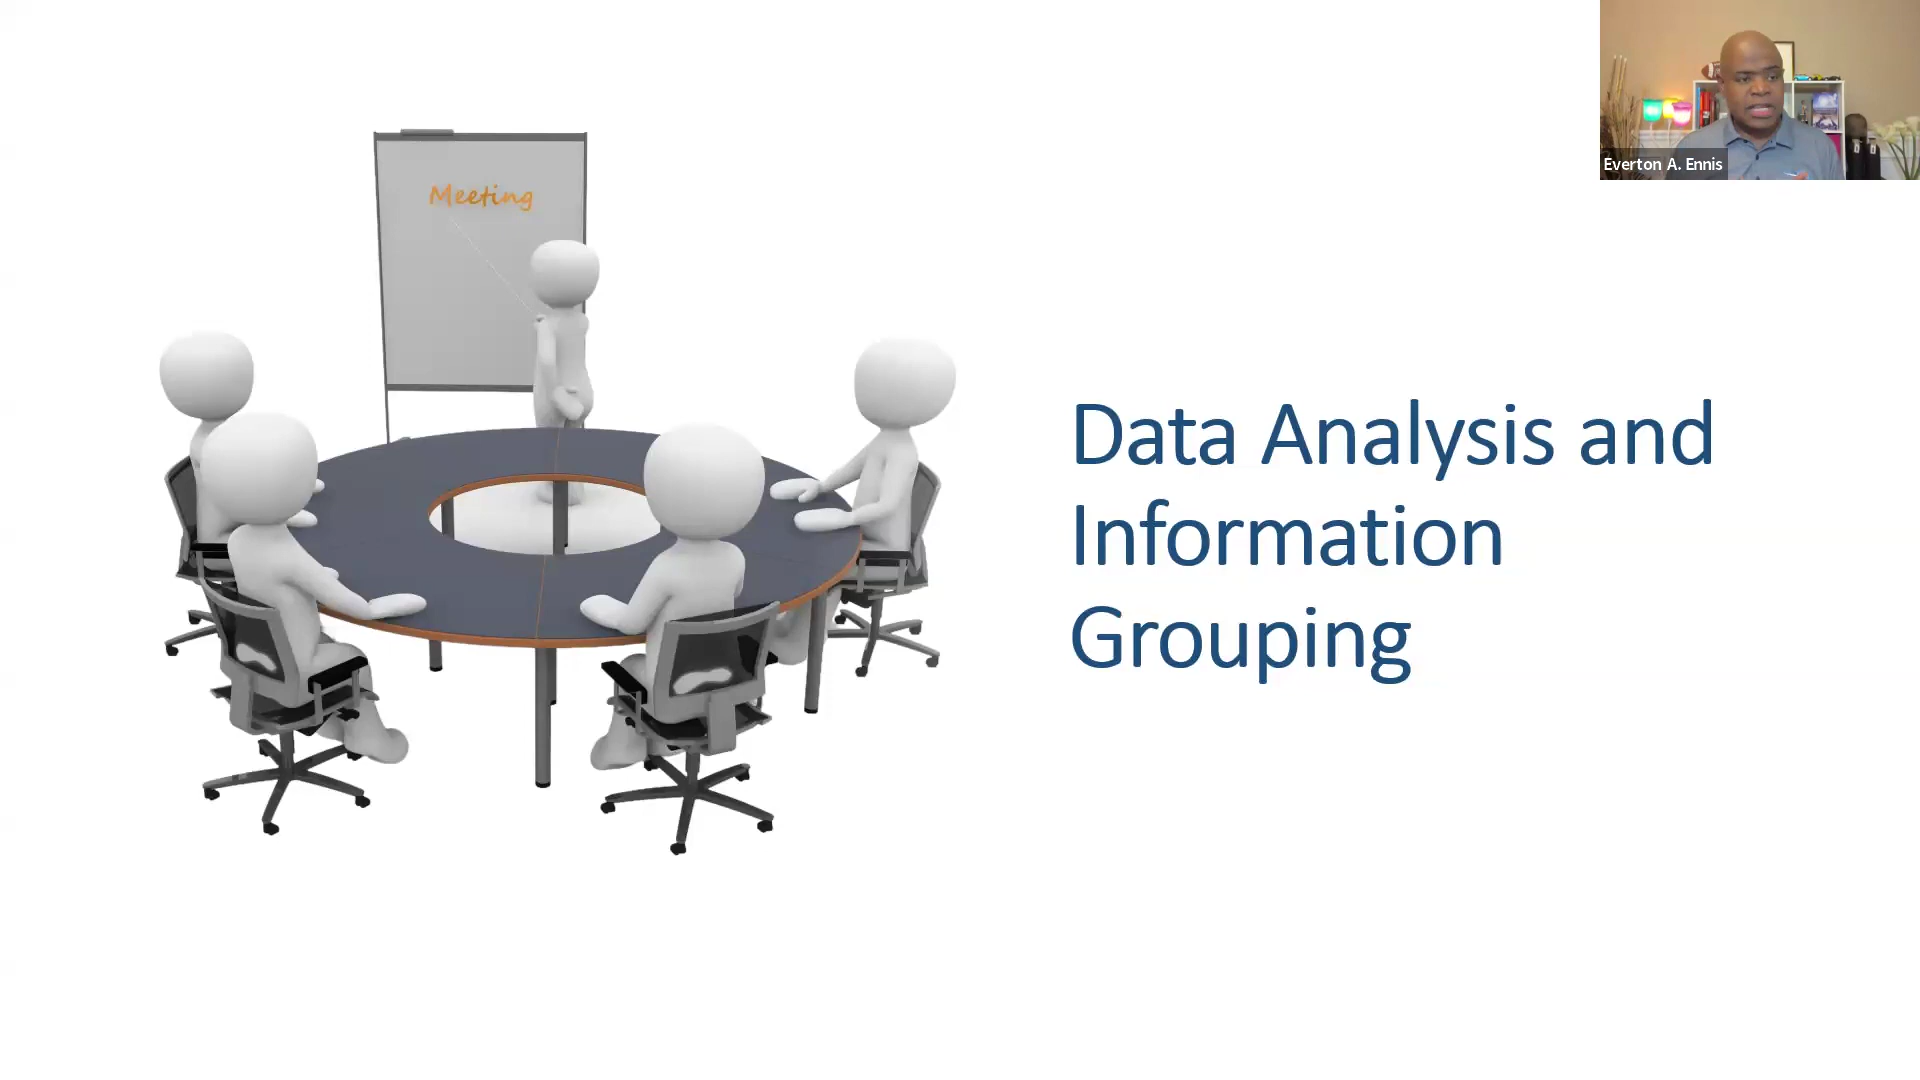 Everton A. Ennis
Meeting
Data Analysis and
Information
Grouping